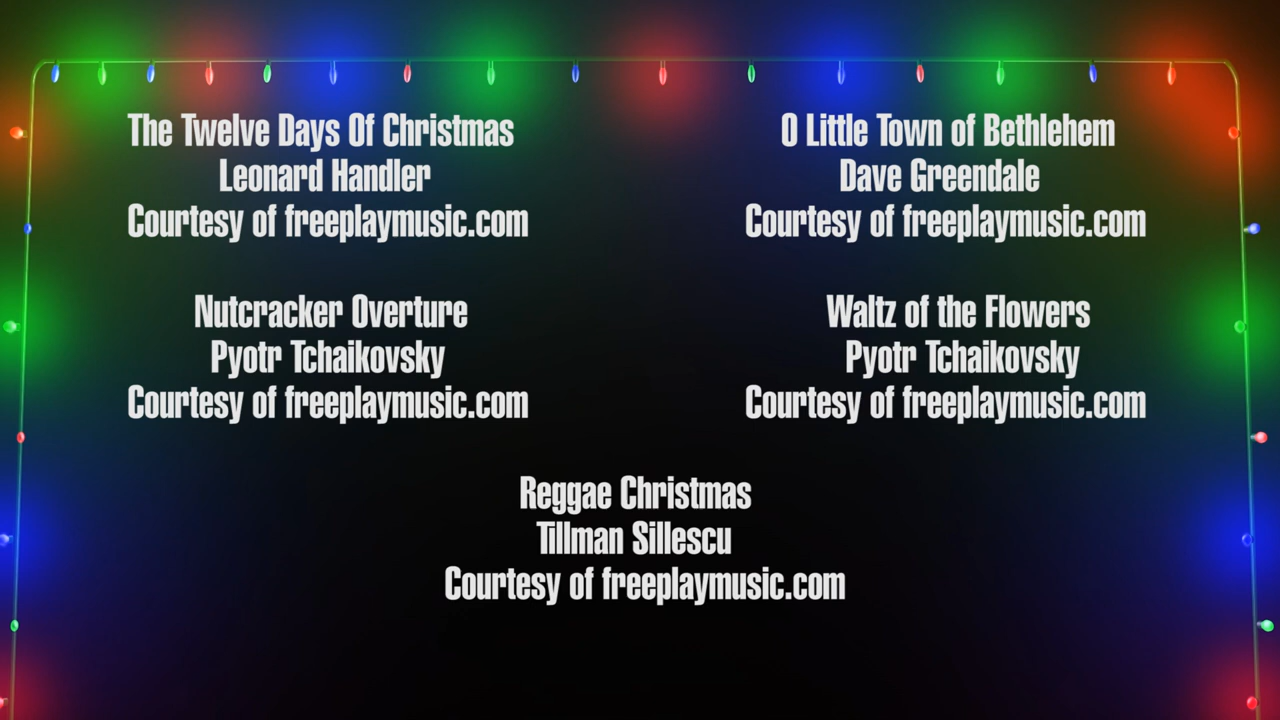 The Twelve Days Of Christmas
Leonard Handler
Courtesy of freeplaymusic.com
O Little Town of Bethlehem
Dave Greendale
Courtesy of freeplaymusic.com
Nutcracker Overture
Pyotr Tchaikovsky
Courtesy of freeplaymusic.com
Waltz of the Flowers
Pyotr Tchaikovsky
Courtesy of freeplaymusic.com
Reggae Christmas
Tillman Sillescu
Courtesy of freeplaymusic.com